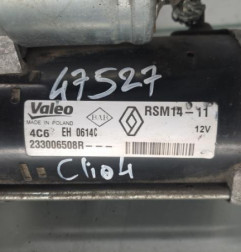 47527
Valeo
RSM14-11
MADE IN POLAND
12V
4C6 EH 0614C
233006508R---
Clio4